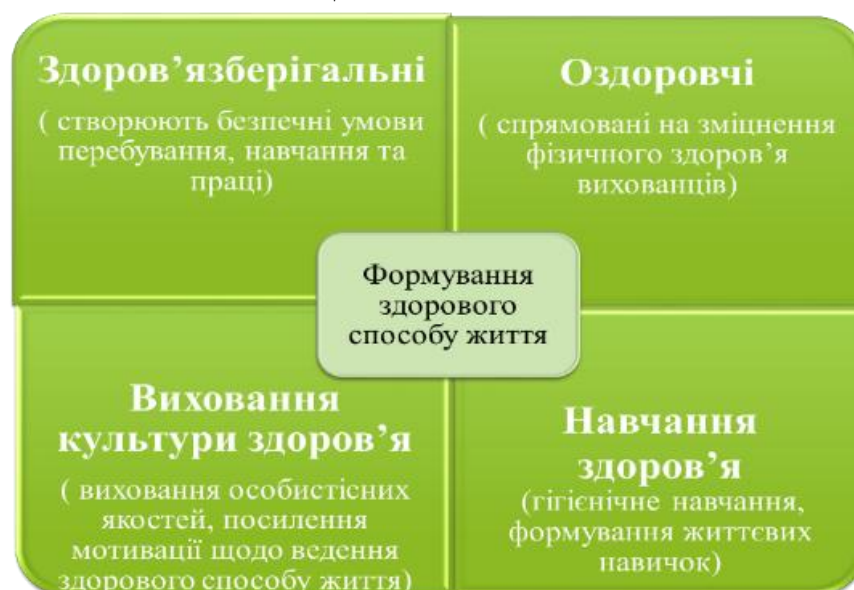 Здоров’язберігальні
( створюють безпечні умови
перебування, навчання та
праці)
Оздоровчі
( спрямовані на зміцнення
фізичного здоров’я
вихованців)
Формування
здорового
способу життя
Виховання
культури здоров’я
( виховання особистісних
якостей, посилення
мотивації щодо ведення
здорового способу життя)
Навчання
здоров’я
(гігієнічне навчання,
формування життєвих
навичок)